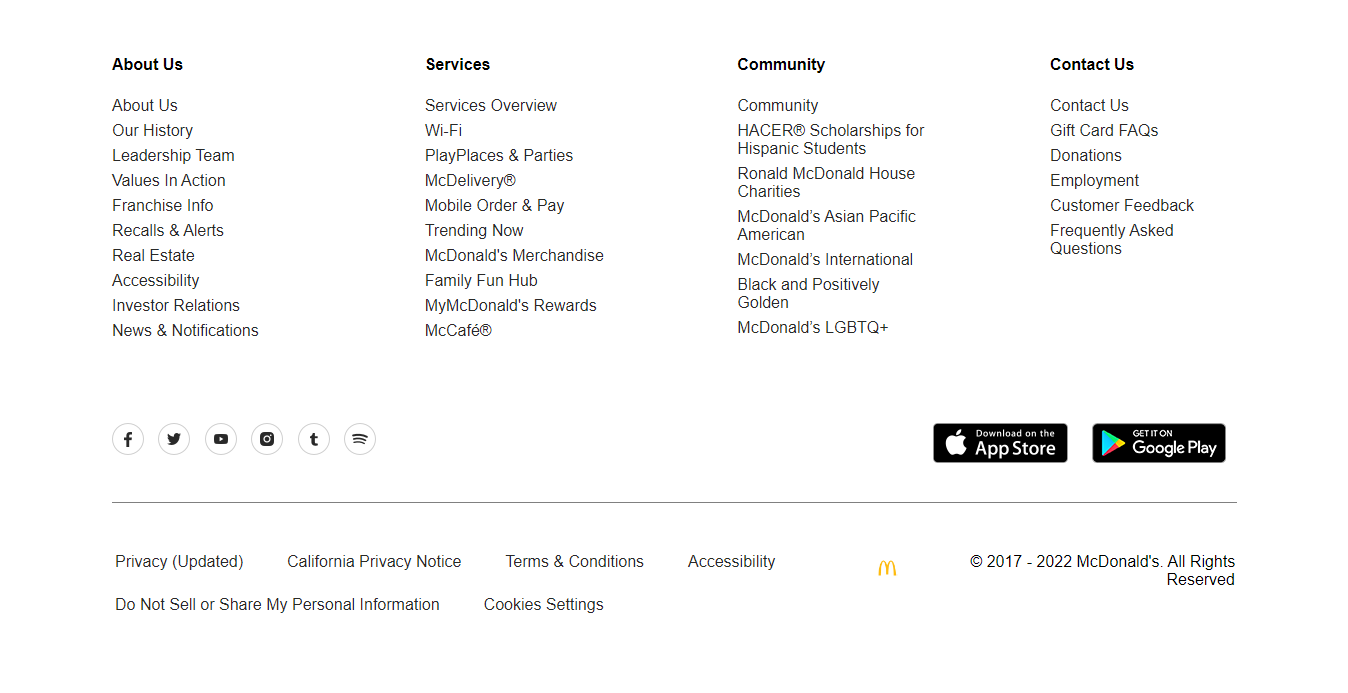 About Us
About Us
Our History
Leadership Team
Values In Action
Franchise Info
Recalls & Alerts
Real Estate
Accessibility
Investor Relations
News & Notifications
Services
Services Overview
Wi-Fi
PlayPlaces & Parties
McDelivery®
Mobile Order & Pay
Trending Now
McDonald's Merchandise
Family Fun Hub
MyMcDonald's Rewards
McCafé®
Community
Community
HACER® Scholarships for
Hispanic Students
Ronald McDonald House
Charities
McDonald’s Asian Pacific
American
McDonald’s International
Black and Positively
Golden
McDonald’s LGBTQ+
Contact Us
Contact Us
Gift Card FAQs
Donations
Employment
Customer Feedback
Frequently Asked
Questions
Download on the
App Store
GET IT ON
Google Play
Privacy (Updated)
California Privacy Notice
Terms & Conditions
Accessibility
Do Not Sell or Share My Personal Information
Cookies Settings
© 2017 - 2022 McDonald's. All Rights
Reserved